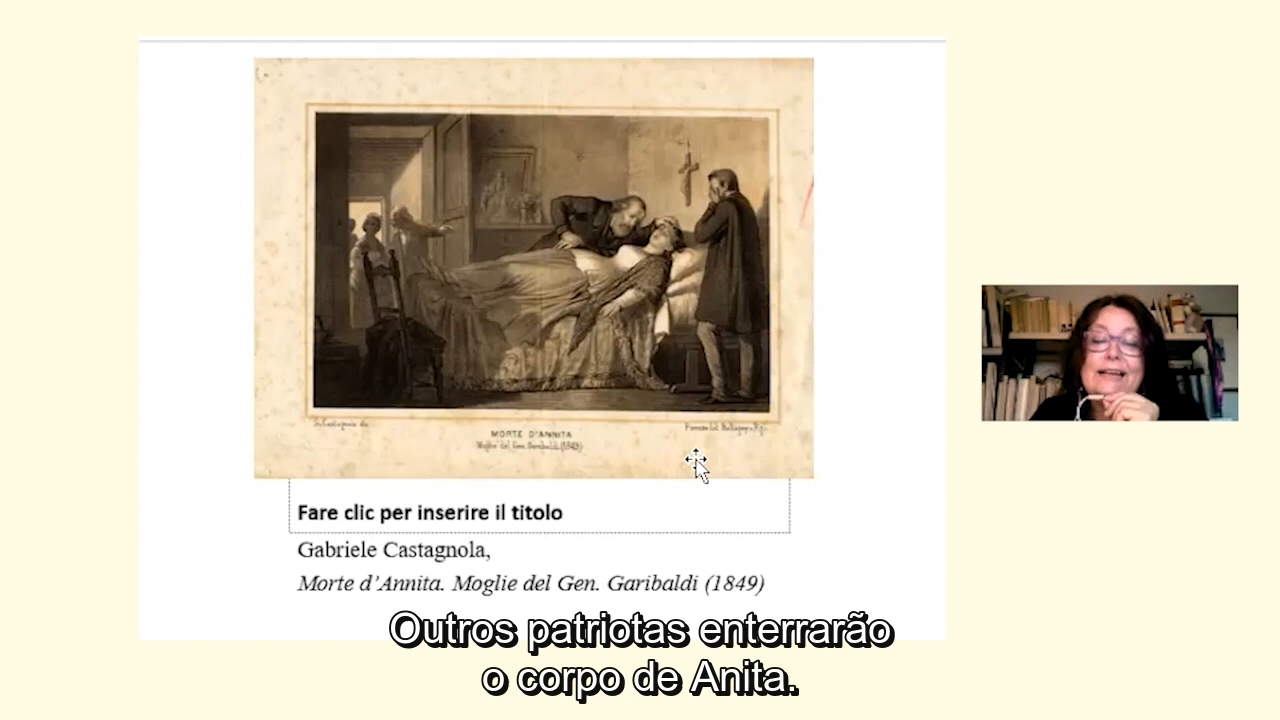 MORTE D'ANNITA
Moglie del Gen. Garibaldi (1849)
Fare clic per inserire il titolo
Gabriele Castagnola,
Morte d'Annita. Moglie del Gen. Garibaldi (1849)
Outros patriotas enterrarão
o corpo de Anita.